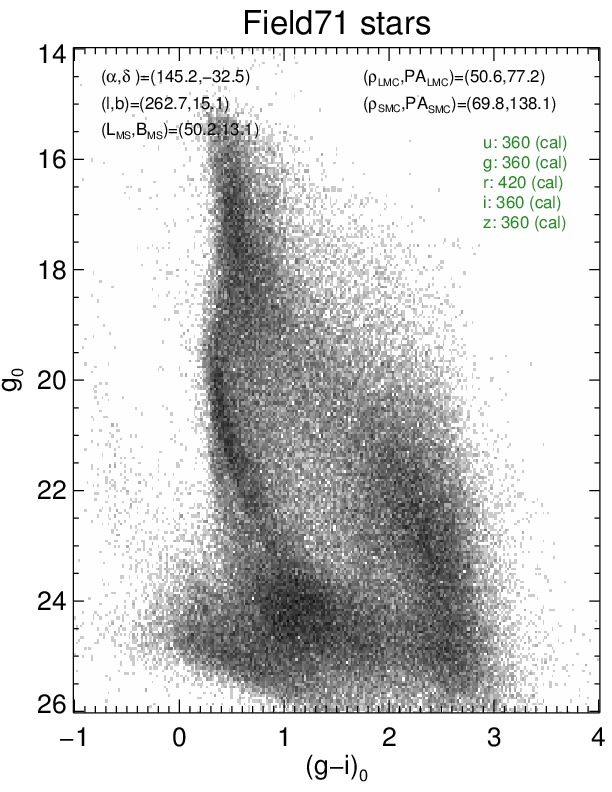 Field71 stars
14
(α,δ )=(145.2,−32.5)
(ρLMC,PALMC)=(50.6,77.2)
(l,b)=(262.7,15.1)
(ρSMC,PASMC)=(69.8,138.1)
(LMS,BMS)=(50.2,13.1)
u: 360 (cal)
g: 360 (cal)
r: 420 (cal)
i: 360 (cal)
z: 360 (cal)
16
18
20
22
24
26
g0
−1 0 1 2 3 4
(g−i)0